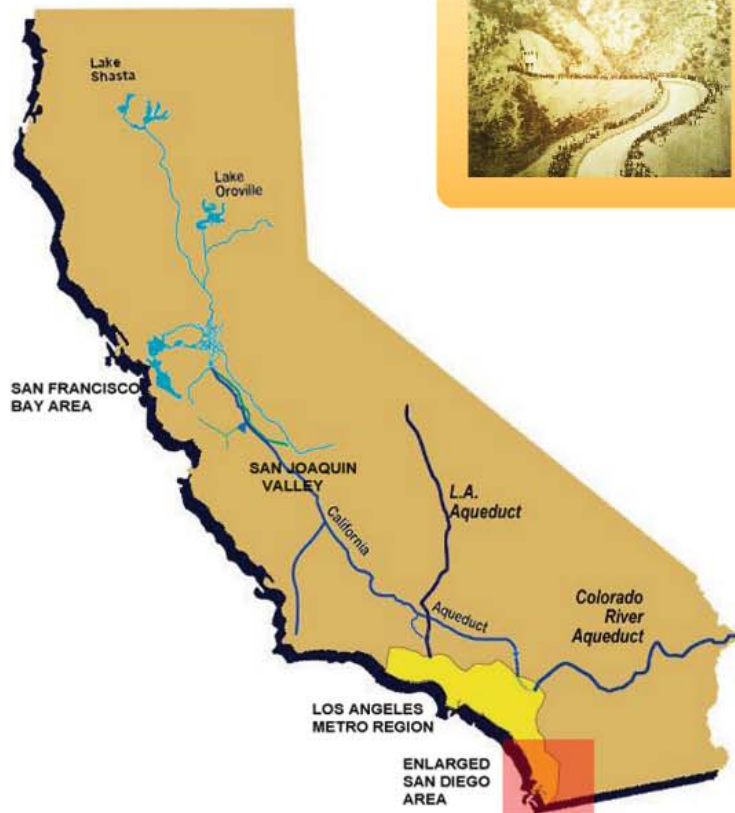 Lake
Shasta
Lake
Oroville
SAN FRANCISCO
BAY AREA
SAN JOAQUIN
VALLEY
California
Aqueduct
L.A.
Aqueduct
Colorado
River
Aqueduct
LOS ANGELES
METRO REGION
ENLARGED
SAN DIEGO
AREA